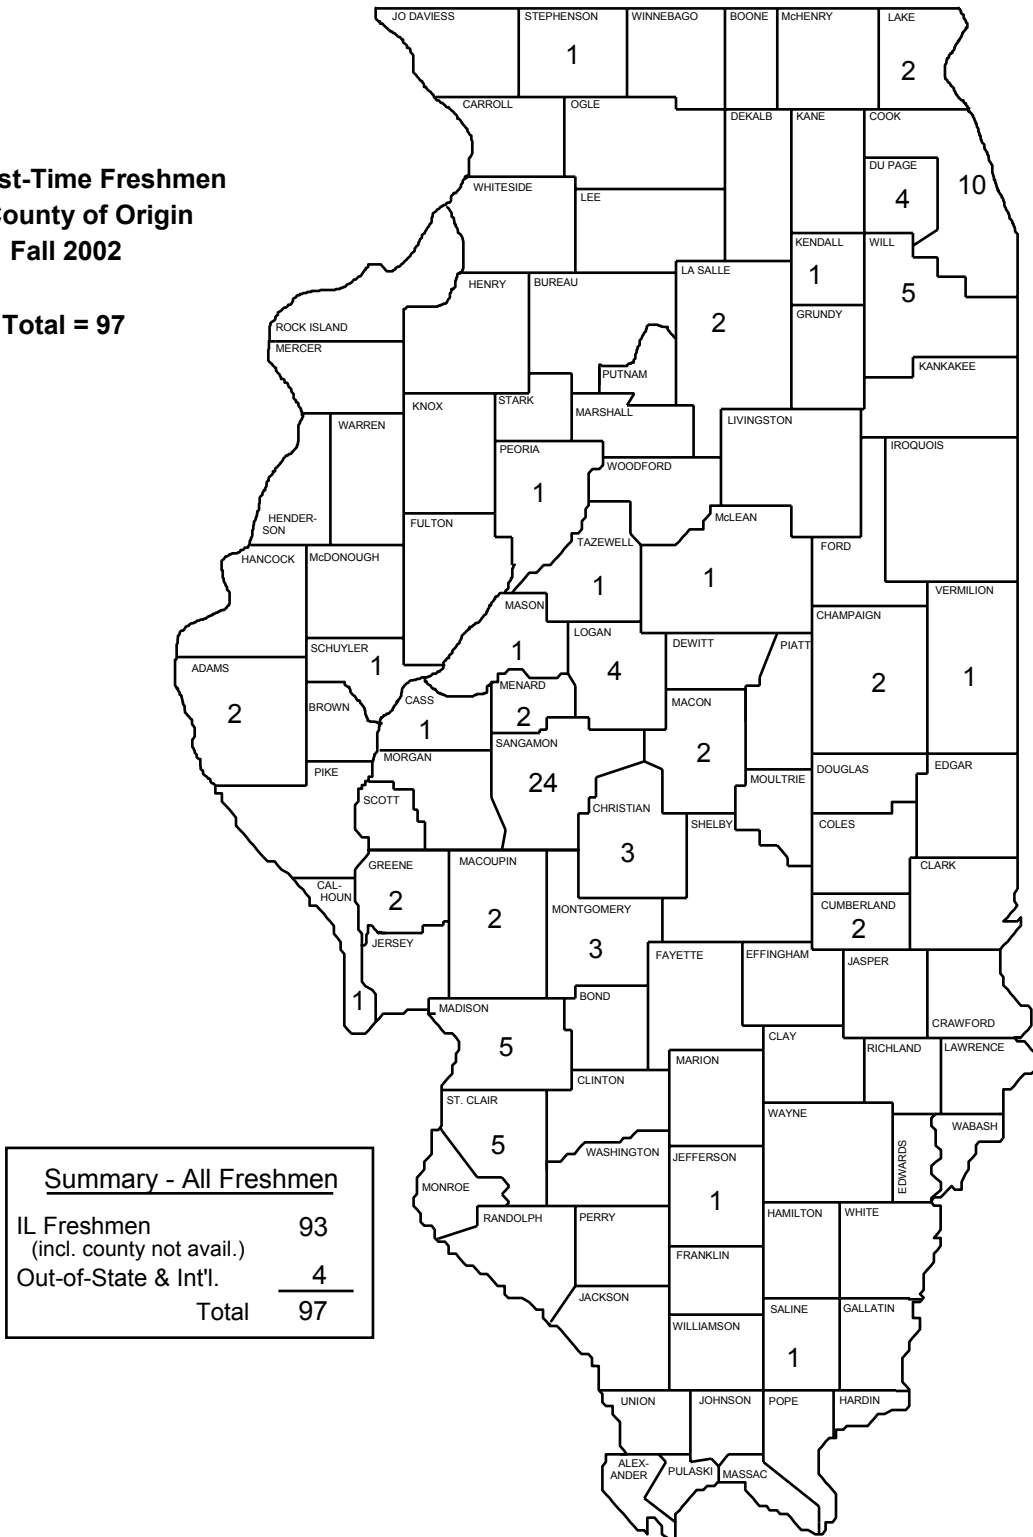 JO DAVIESS STEPHENSON WINNEBAGO BOONE McHENRY LAKE
1 2
CARROLL OGLE DEKALB KANE COOK
st-Time Freshmen
ounty of Origin
Fall 2002
Total = 97
DU PAGE 10
4
WHITESIDE LEE
KENDALL WILL
1 5
HENRY BUREAU LA SALLE
2
ROCK ISLAND GRUNDY
MERCER
KANKAKEE
PUTNAM
KNOX STARK MARSHALL
WARREN LIVINGSTON
PEORIA IROQUOIS
1 WOODFORD
HENDER-
SON
FULTON McLEAN
HANCOCK McDONOUGH TAZEWELL FORD
1 1
VERMILION
1
MASON CHAMPAIGN
1 2
LOGAN DEWITT PIATT
4
SCHUYLER
1
ADAMS
2
MENARD
2
BROWN CASS MACON
1 2
SANGAMON
24
MORGAN
PIKE DOUGLAS EDGAR
MOULTRIE
SCOTT CHRISTIAN
3
SHELBY COLES
GREENE MACOUPIN CLARK
2 2
CAL-
HOUN
CUMBERLAND
2
MONTGOMERY
3
JERSEY FAYETTE EFFINGHAM JASPER
1
BOND
MADISON CRAWFORD
5
CLAY
RICHLAND LAWRENCE
MARION
CLINTON
ST. CLAIR WAYNE
5
WABASH
WASHINGTON JEFFERSON EDWARDS
1
MONROE
RANDOLPH PERRY HAMILTON WHITE
FRANKLIN
JACKSON SALINE GALLATIN
1
WILLIAMSON
UNION JOHNSON POPE HARDIN
ALEX-
ANDER
PULASKI MASSAC
Summary - All Freshmen
IL Freshmen 93
(incl. county not avail.)
Out-of-State & Int'l. 4
Total 97